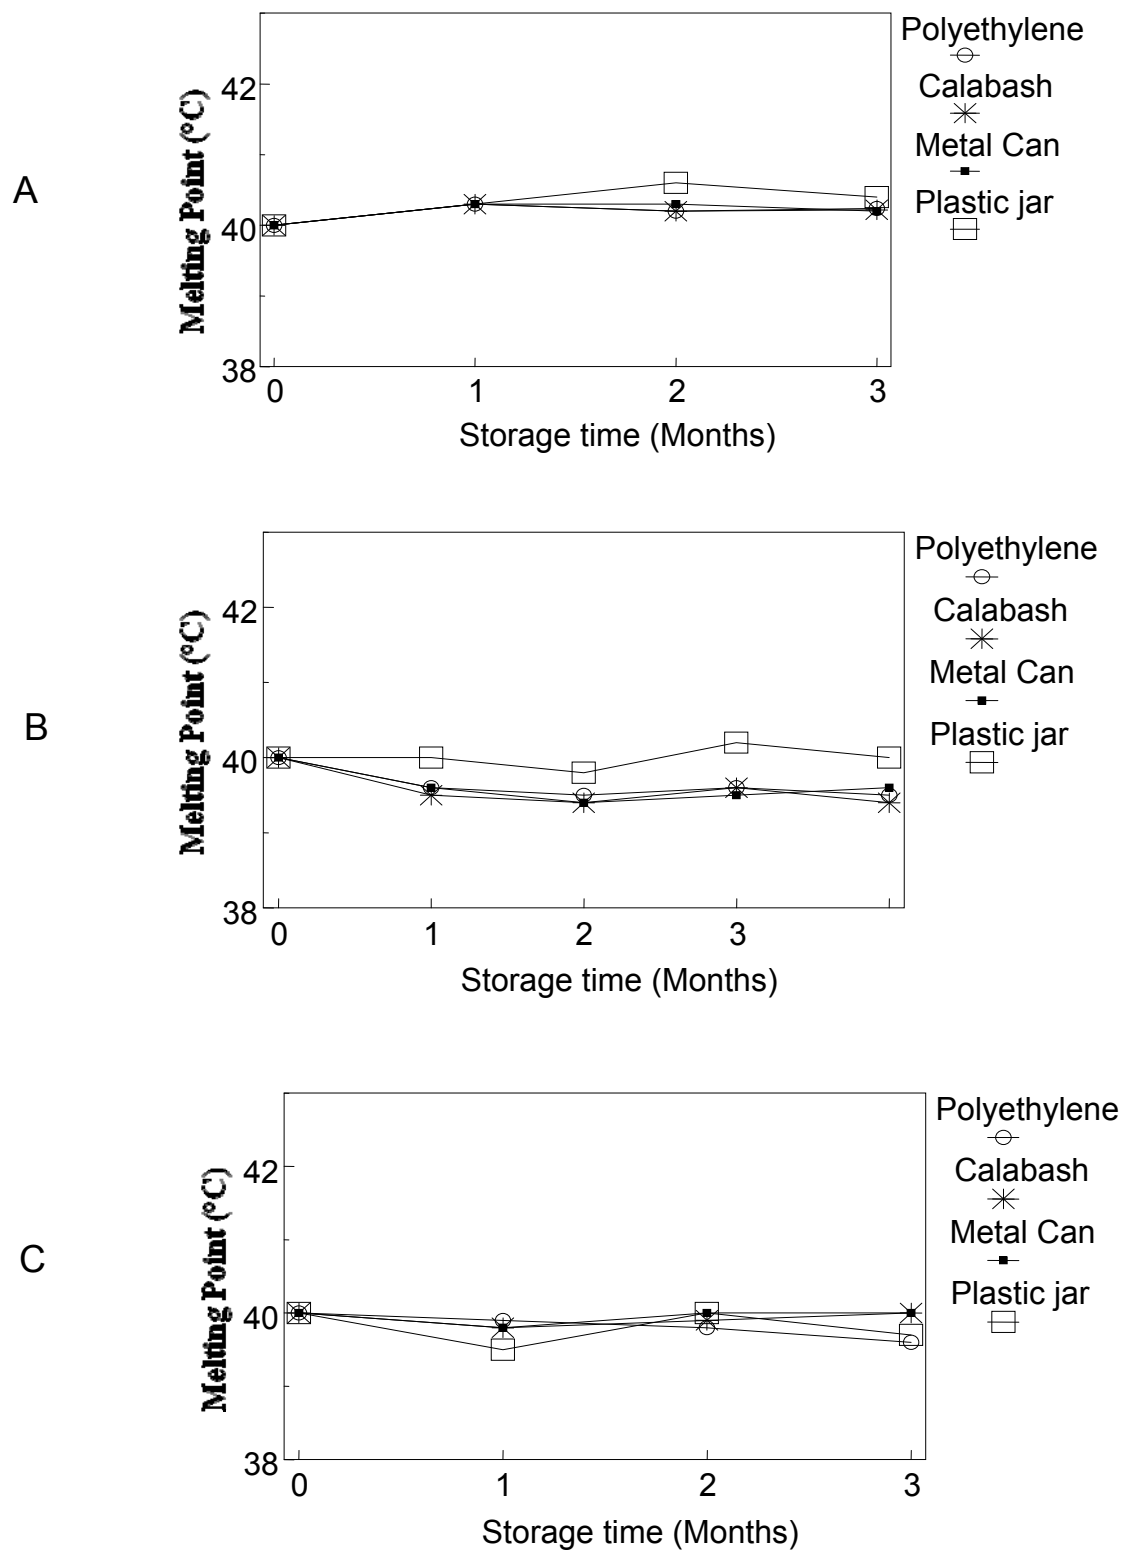 A
Melting Point (°C)
42
40
38
0 1 2 3
Storage time (Months)
Polyethylene
Calabash
Metal Can
Plastic jar
B
Melting Point (°C)
42
40
38
0 1 2 3
Storage time (Months)
Polyethylene
Calabash
Metal Can
Plastic jar
C
Melting Point (°C)
42
40
38
0 1 2 3
Storage time (Months)
Polyethylene
Calabash
Metal Can
Plastic jar